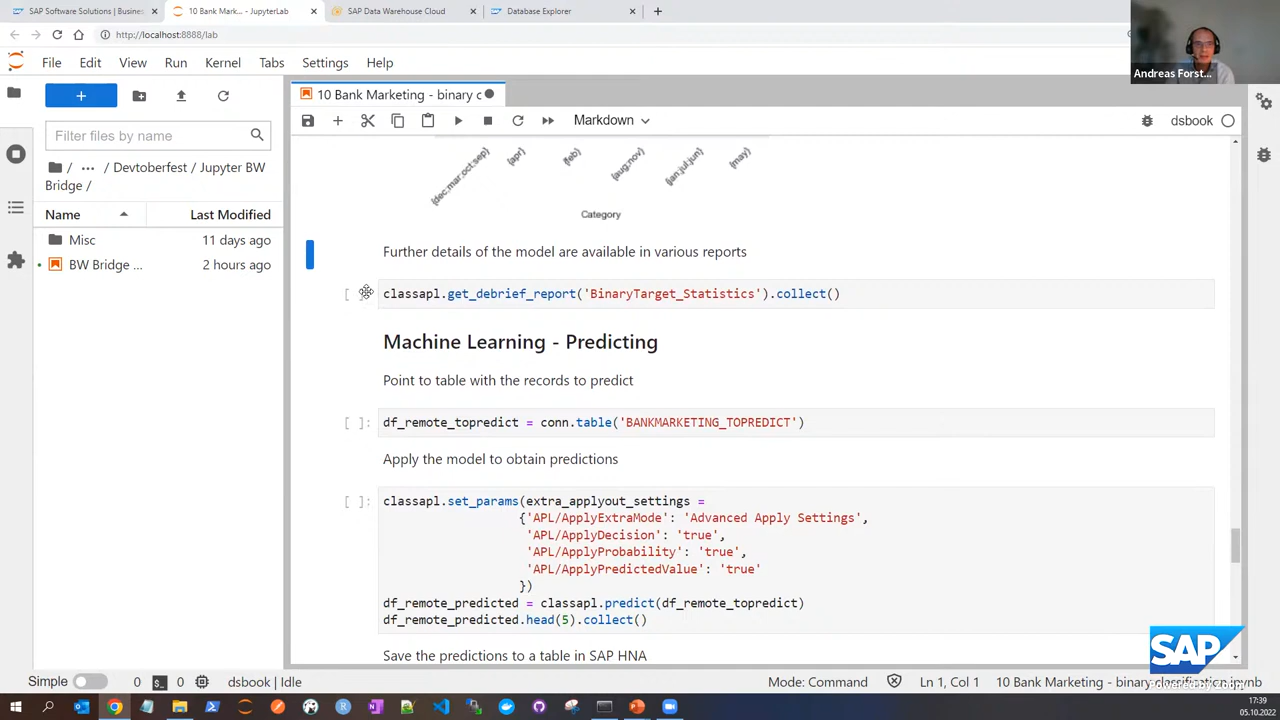 SAP Software Solutions | Busine
10 Bank Mark... - JupyterLab
SAP Data Warehouse Cloud
Database Explorer
http://localhost:8888/lab
Andreas Forst...
File Edit View Run Kernel Tabs Settings Help
10 Bank Marketing - binary c
Filter files by name
Markdown
dsbook
/ ... / Devtoberfest / Jupyter BW
Bridge /
Name Last Modified
Misc 11 days ago
BW Bridge ... 2 hours ago
{dec;mar;oct;sep}
{apr}
{feb}
{aug;nov}
{jan;jul;jun}
{may}
Category
Further details of the model are available in various reports
[ ]: classapl.get_debrief_report('BinaryTarget_Statistics').collect()
Machine Learning - Predicting
Point to table with the records to predict
[ ]: df_remote_topredict = conn.table('BANKMARKETING_TOPREDICT')
Apply the model to obtain predictions
[ ]: classapl.set_params(extra_applyout_settings =
{'APL/ApplyExtraMode': 'Advanced Apply Settings',
'APL/ApplyDecision': 'true',
'APL/ApplyProbability': 'true',
'APL/ApplyPredictedValue': 'true'
})
df_remote_predicted = classapl.predict(df_remote_topredict)
df_remote_predicted.head(5).collect()
Save the predictions to a table in SAP HNA
SAP
Simple 0 0 dsbook | Idle
Mode: Command
Ln 1, Col 1
10 Bank Marketing - binary classification.ipynb
17:39
05.10.2022